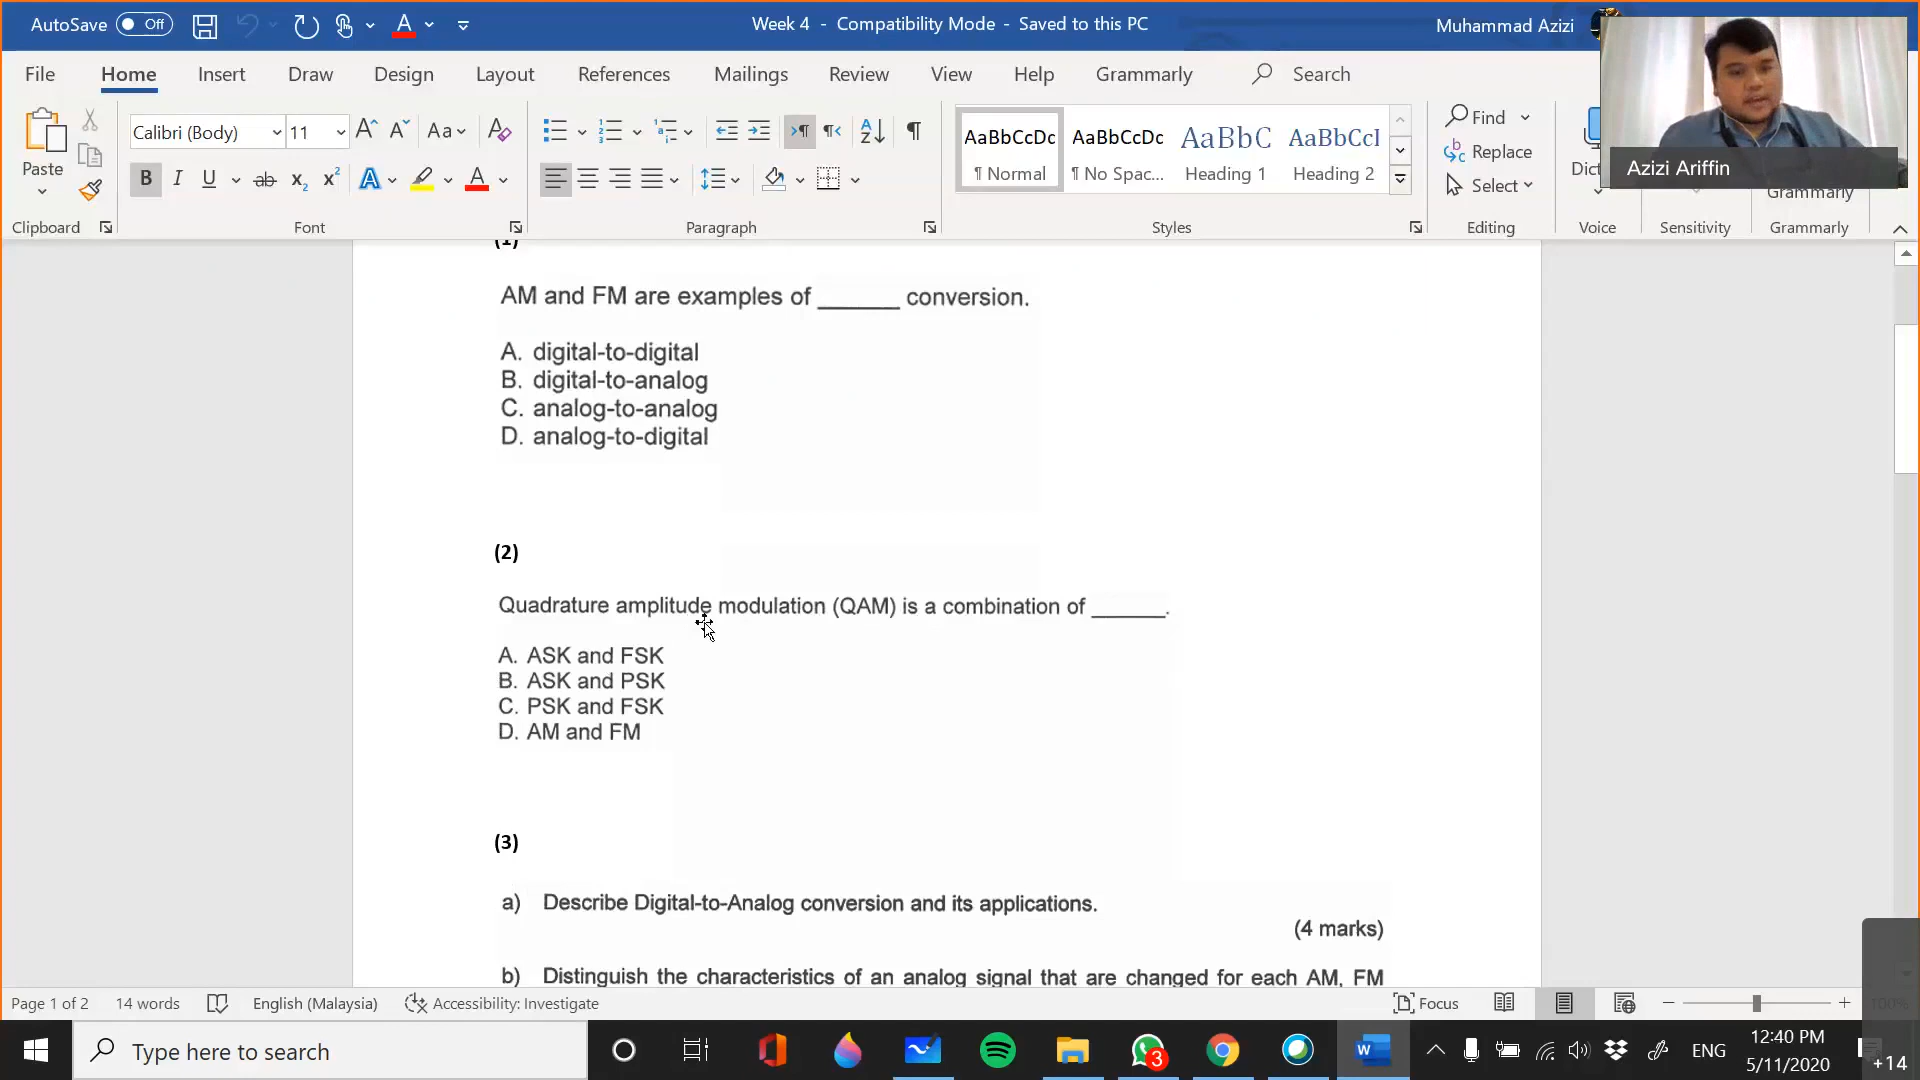 AutoSave Off
Week 4 - Compatibility Mode - Saved to this PC
Muhammad Azizi
File Home Insert Draw Design Layout References Mailings Review View Help Grammarly Search
Paste
Clipboard
Calibri (Body) 11
Font
Paragraph
AaBbCcDc
¶ Normal
AaBbCcDc
¶ No Spac...
AaBbC
Heading 1
AaBbCcI
Heading 2
Styles
Find
Replace
Select
Editing
Dict
Voice
Sensitivity
Grammarly
Grammarly
Azizi Ariffin
(1)
AM and FM are examples of ______ conversion.
A. digital-to-digital
B. digital-to-analog
C. analog-to-analog
D. analog-to-digital
(2)
Quadrature amplitude modulation (QAM) is a combination of ______.
A. ASK and FSK
B. ASK and PSK
C. PSK and FSK
D. AM and FM
(3)
a) Describe Digital-to-Analog conversion and its applications.
(4 marks)
b) Distinguish the characteristics of an analog signal that are changed for each AM, FM
Page 1 of 2 14 words English (Malaysia) Accessibility: Investigate Focus 100%
Type here to search
3
ENG
12:40 PM
5/11/2020
+14